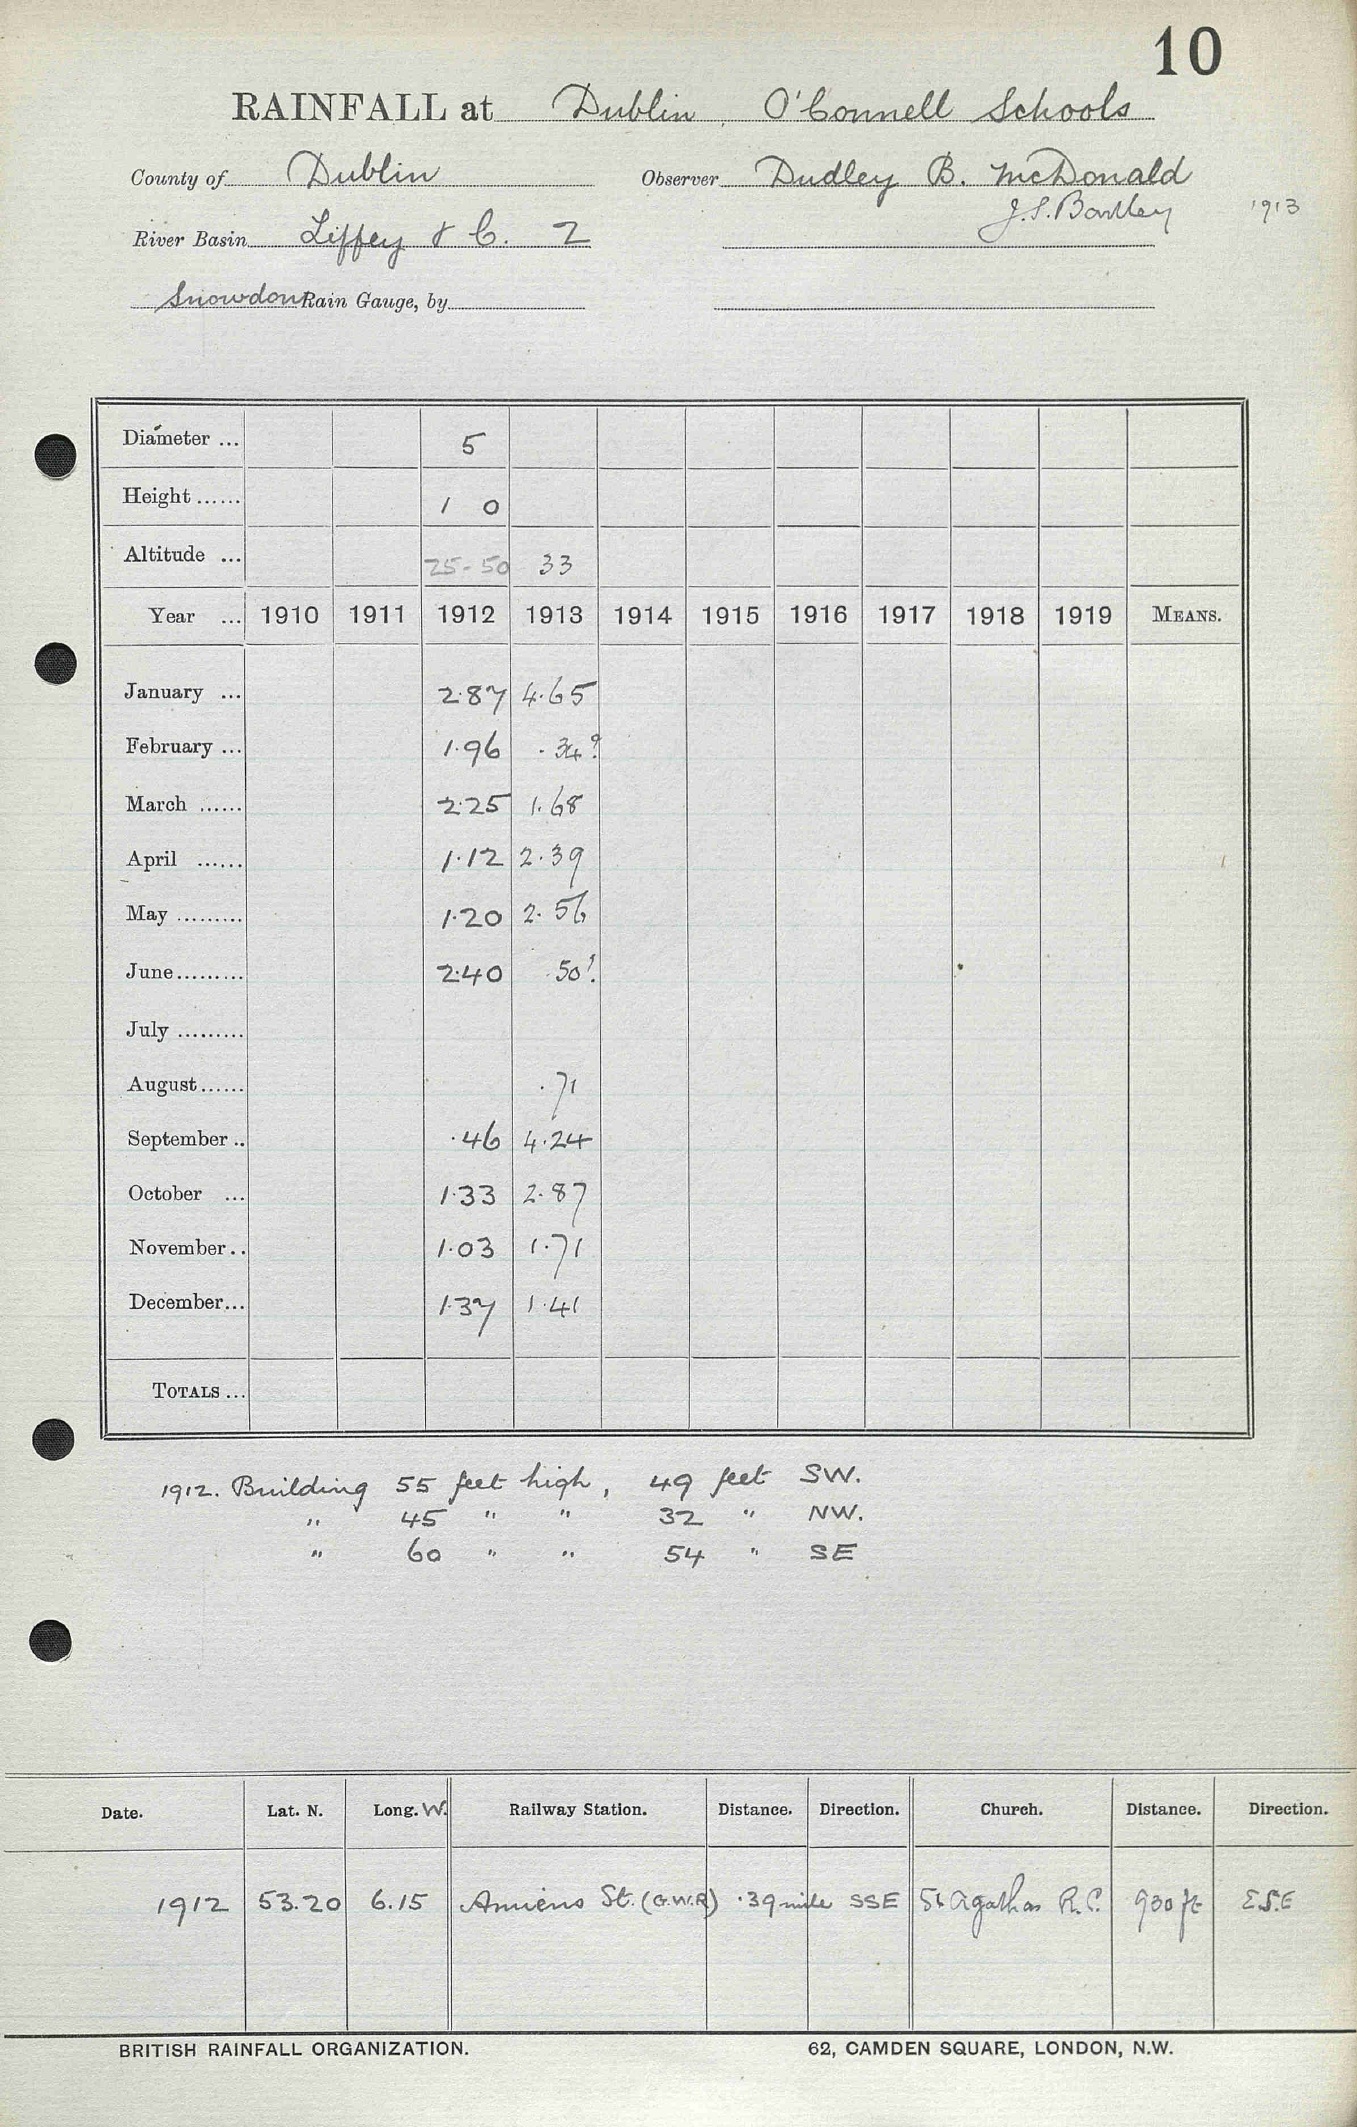 10
RAINFALL at Dublin, O'Connell Schools
County of Dublin Observer Dudley B. McDonald
J. S. Bartley 1913
River Basin Liffey & C. 2
Snowdon Rain Gauge, by
Diameter ... 5
Height ...... 1 0
Altitude ... 25-50 33
Year ... 1910 1911 1912 1913 1914 1915 1916 1917 1918 1919 MEANS.
January ... 2.87 4.65
February ... 1.96 .34?
March ...... 2.25 1.68
April ...... 1.12 2.39
May ......... 1.20 2.56
June ......... 2.40 .50?
July .........
August ...... .71
September .. .46 4.24
October ... 1.33 2.87
November .. 1.03 1.71
December ... 1.37 1.41
TOTALS ...
1912. Building 55 feet high, 49 feet SW.
" 45 " " 32 " NW.
" 60 " " 54 " SE
Date. Lat. N. Long. W. Railway Station. Distance. Direction. Church. Distance. Direction.
1912 53.20 6.15 Amiens St. (G.W.R) .39 mile SSE St Agathas R.C. 930 ft E.S.E
BRITISH RAINFALL ORGANIZATION. 62, CAMDEN SQUARE, LONDON, N.W.